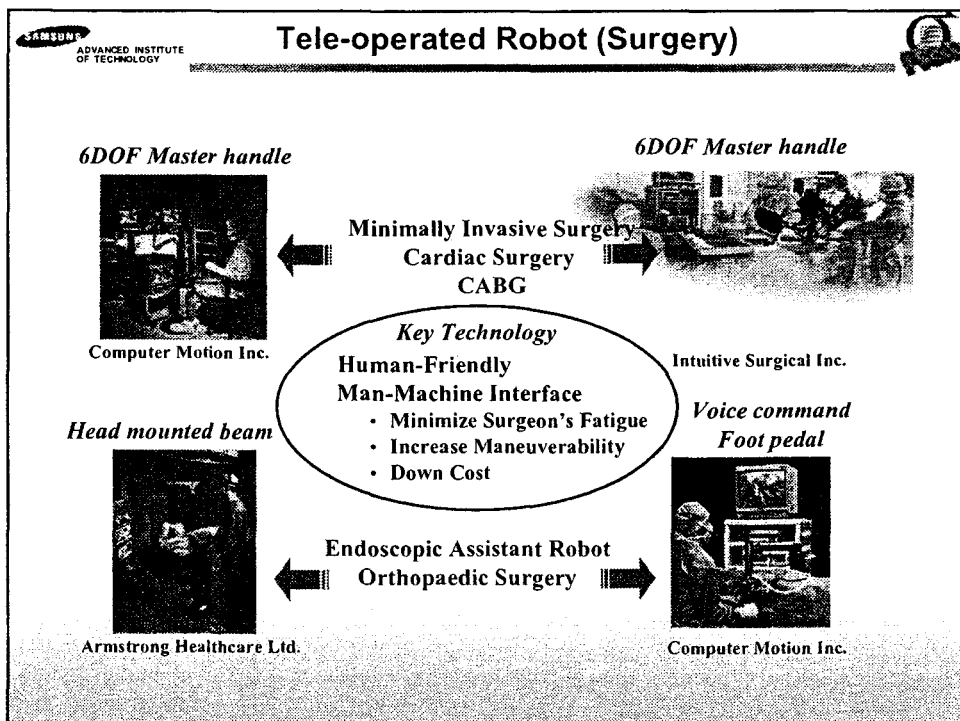 SAMSUNG
ADVANCED INSTITUTE
OF TECHNOLOGY
Tele-operated Robot (Surgery)
6DOF Master handle
6DOF Master handle
Minimally Invasive Surgery
Cardiac Surgery
CABG
Computer Motion Inc.
Intuitive Surgical Inc.
Key Technology
Human-Friendly
Man-Machine Interface
· Minimize Surgeon's Fatigue
· Increase Maneuverability
· Down Cost
Head mounted beam
Voice command
Foot pedal
Endoscopic Assistant Robot
Orthopaedic Surgery
Armstrong Healthcare Ltd.
Computer Motion Inc.